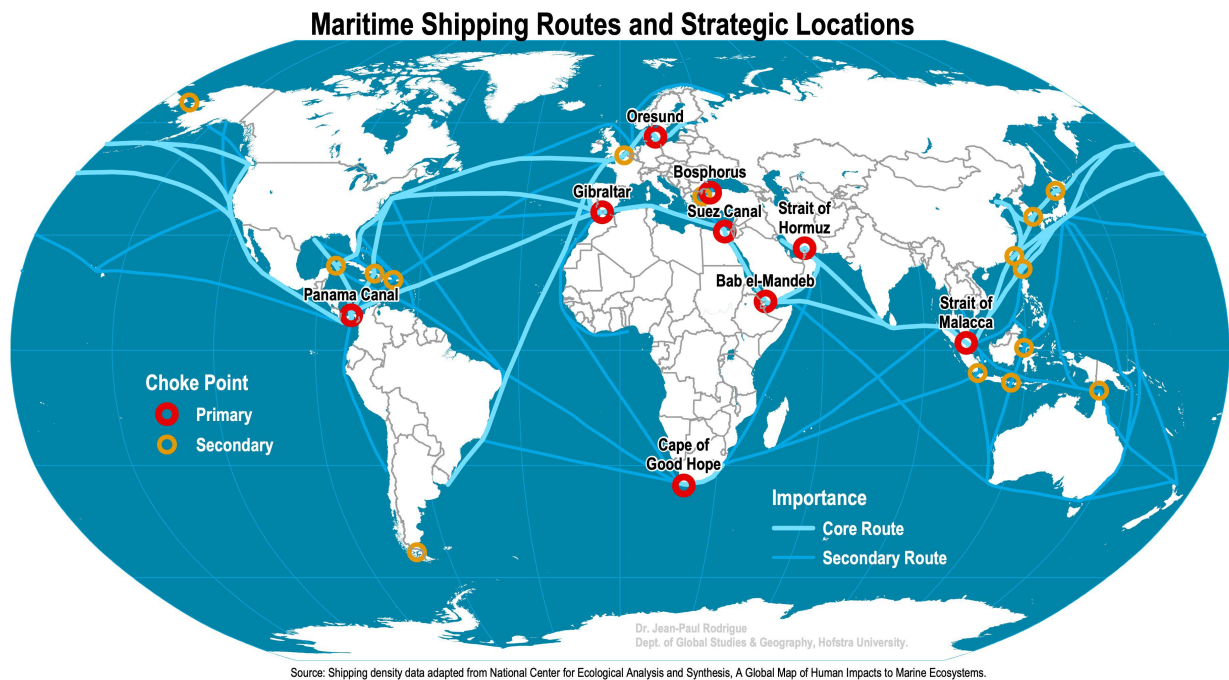 Maritime Shipping Routes and Strategic Locations
Oresund
Bosphorus
Gibraltar
Suez Canal
Strait of
Hormuz
Bab el-Mandeb
Panama Canal
Strait of
Malacca
Choke Point
Primary
Secondary
Cape of
Good Hope
Importance
Core Route
Secondary Route
Dr. Jean-Paul Rodrigue
Dept. of Global Studies & Geography, Hofstra University.
Source: Shipping density data adapted from National Center for Ecological Analysis and Synthesis, A Global Map of Human Impacts to Marine Ecosystems.